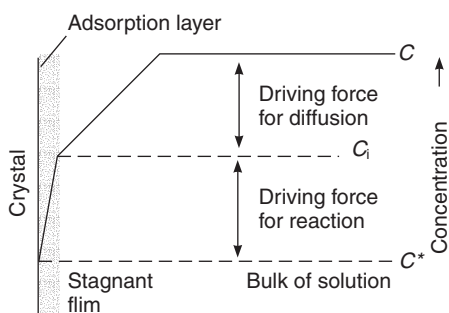 Adsorption layer
C
Driving force
for diffusion
Ci
Driving force
for reaction
C*
Crystal
Concentration
Stagnant
flim
Bulk of solution